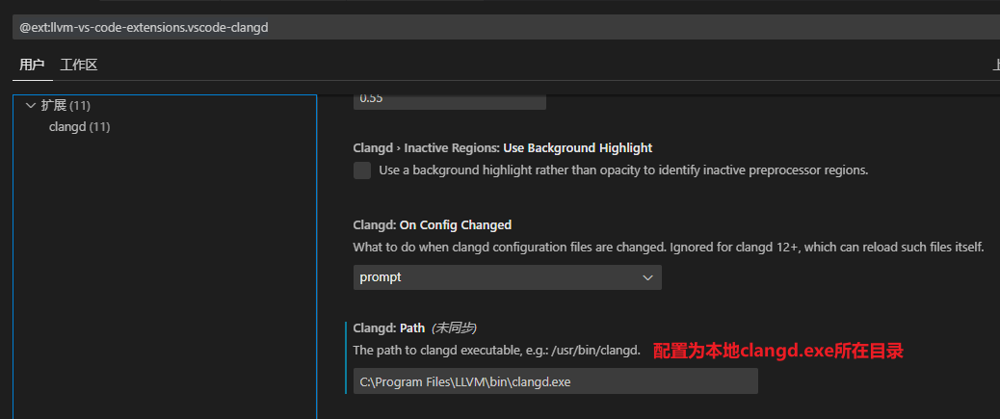 @ext:llvm-vs-code-extensions.vscode-clangd
用户 工作区 上
扩展 (11)
clangd (11)
0.55
Clangd › Inactive Regions: Use Background Highlight
Use a background highlight rather than opacity to identify inactive preprocessor regions.
Clangd: On Config Changed
What to do when clangd configuration files are changed. Ignored for clangd 12+, which can reload such files itself.
prompt
Clangd: Path (未同步)
The path to clangd executable, e.g.: /usr/bin/clangd. 配置为本地clangd.exe所在目录
C:\Program Files\LLVM\bin\clangd.exe